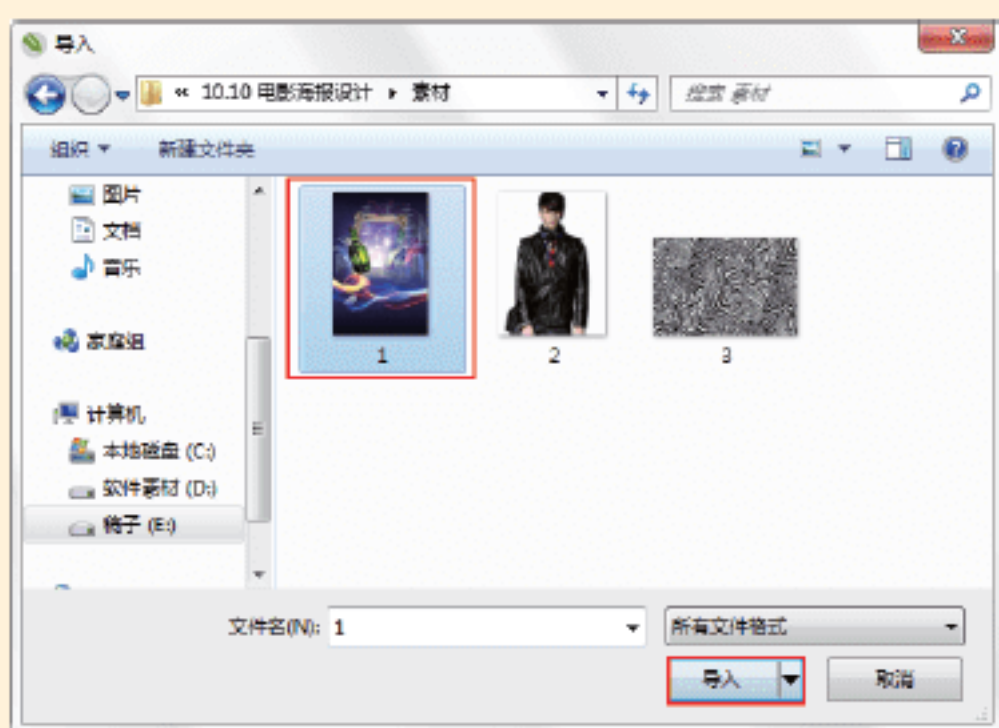 导入
« 10.10 电影海报设计 ▸ 素材
搜索 素材
组织
新建文件夹
图片
文档
音乐
家庭组
计算机
本地磁盘 (C:)
软件素材 (D:)
稿子 (E:)
1
2
3
文件名(N): 1
所有文件格式
导入
取消